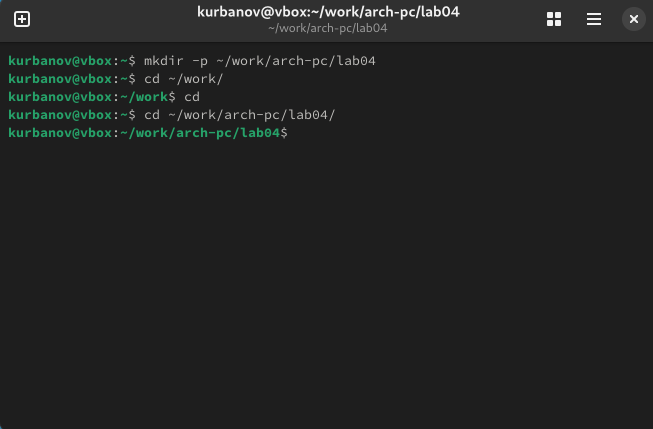 kurbanov@vbox:~/work/arch-pc/lab04
~/work/arch-pc/lab04
kurbanov@vbox:~$ mkdir -p ~/work/arch-pc/lab04
kurbanov@vbox:~$ cd ~/work/
kurbanov@vbox:~/work$ cd
kurbanov@vbox:~$ cd ~/work/arch-pc/lab04/
kurbanov@vbox:~/work/arch-pc/lab04$